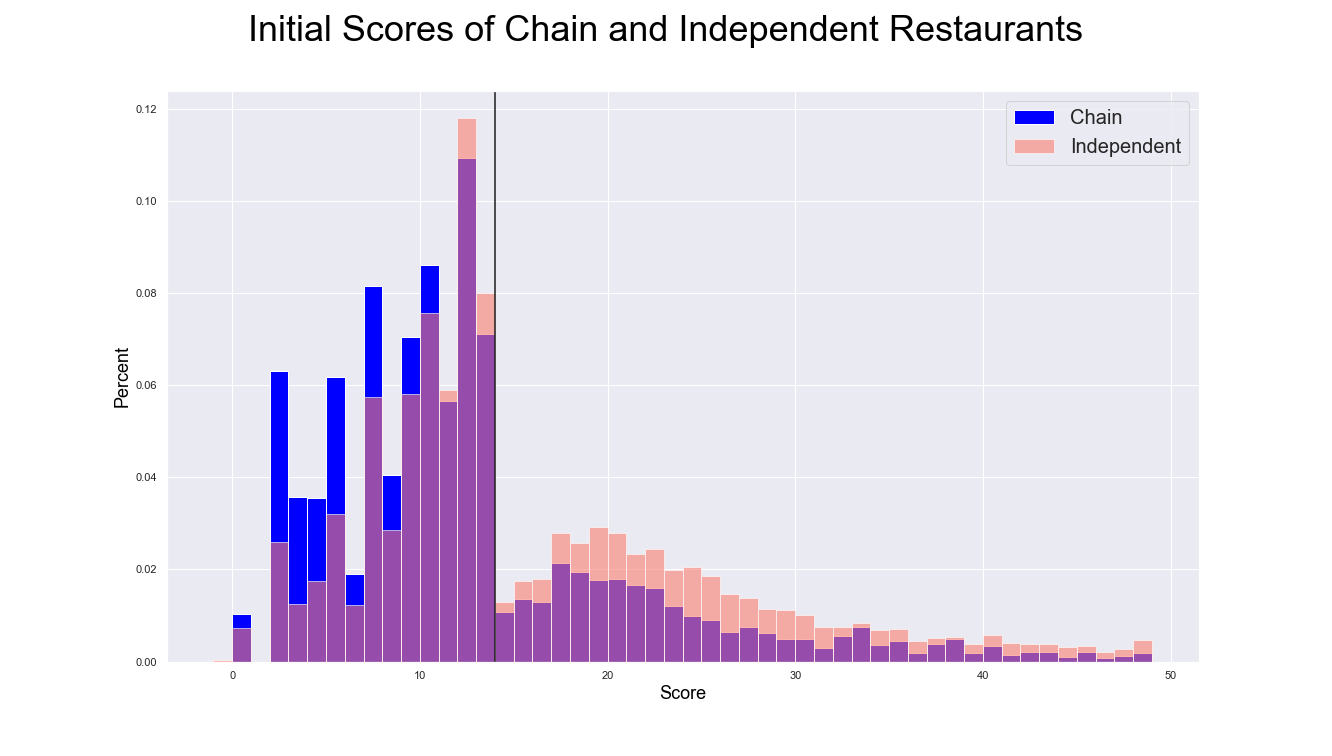 Initial Scores of Chain and Independent Restaurants
Chain
Independent
Percent
0.12
0.10
0.08
0.06
0.04
0.02
0.00
0 10 20 30 40 50
Score